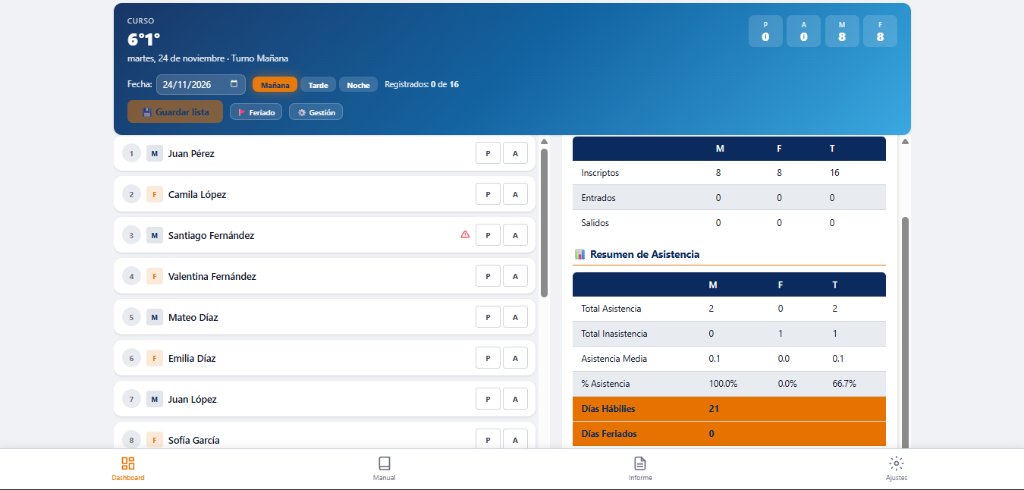 CURSO
6°1°
martes, 24 de noviembre · Turno Mañana
P A M F
0 0 8 8
Fecha: 24/11/2026 Mañana Tarde Noche Registrados: 0 de 16
Guardar lista Feriado Gestión
1 M Juan Pérez P A
2 F Camila López P A
3 M Santiago Fernández P A
4 F Valentina Fernández P A
5 M Mateo Díaz P A
6 F Emilia Díaz P A
7 M Juan López P A
8 F Sofía García P A
M F T
Inscriptos 8 8 16
Entrados 0 0 0
Salidos 0 0 0
Resumen de Asistencia
M F T
Total Asistencia 2 0 2
Total Inasistencia 0 1 1
Asistencia Media 0.1 0.0 0.1
% Asistencia 100.0% 0.0% 66.7%
Días Hábilies 21
Días Feriados 0
Dashboard Manual Informe Ajustes